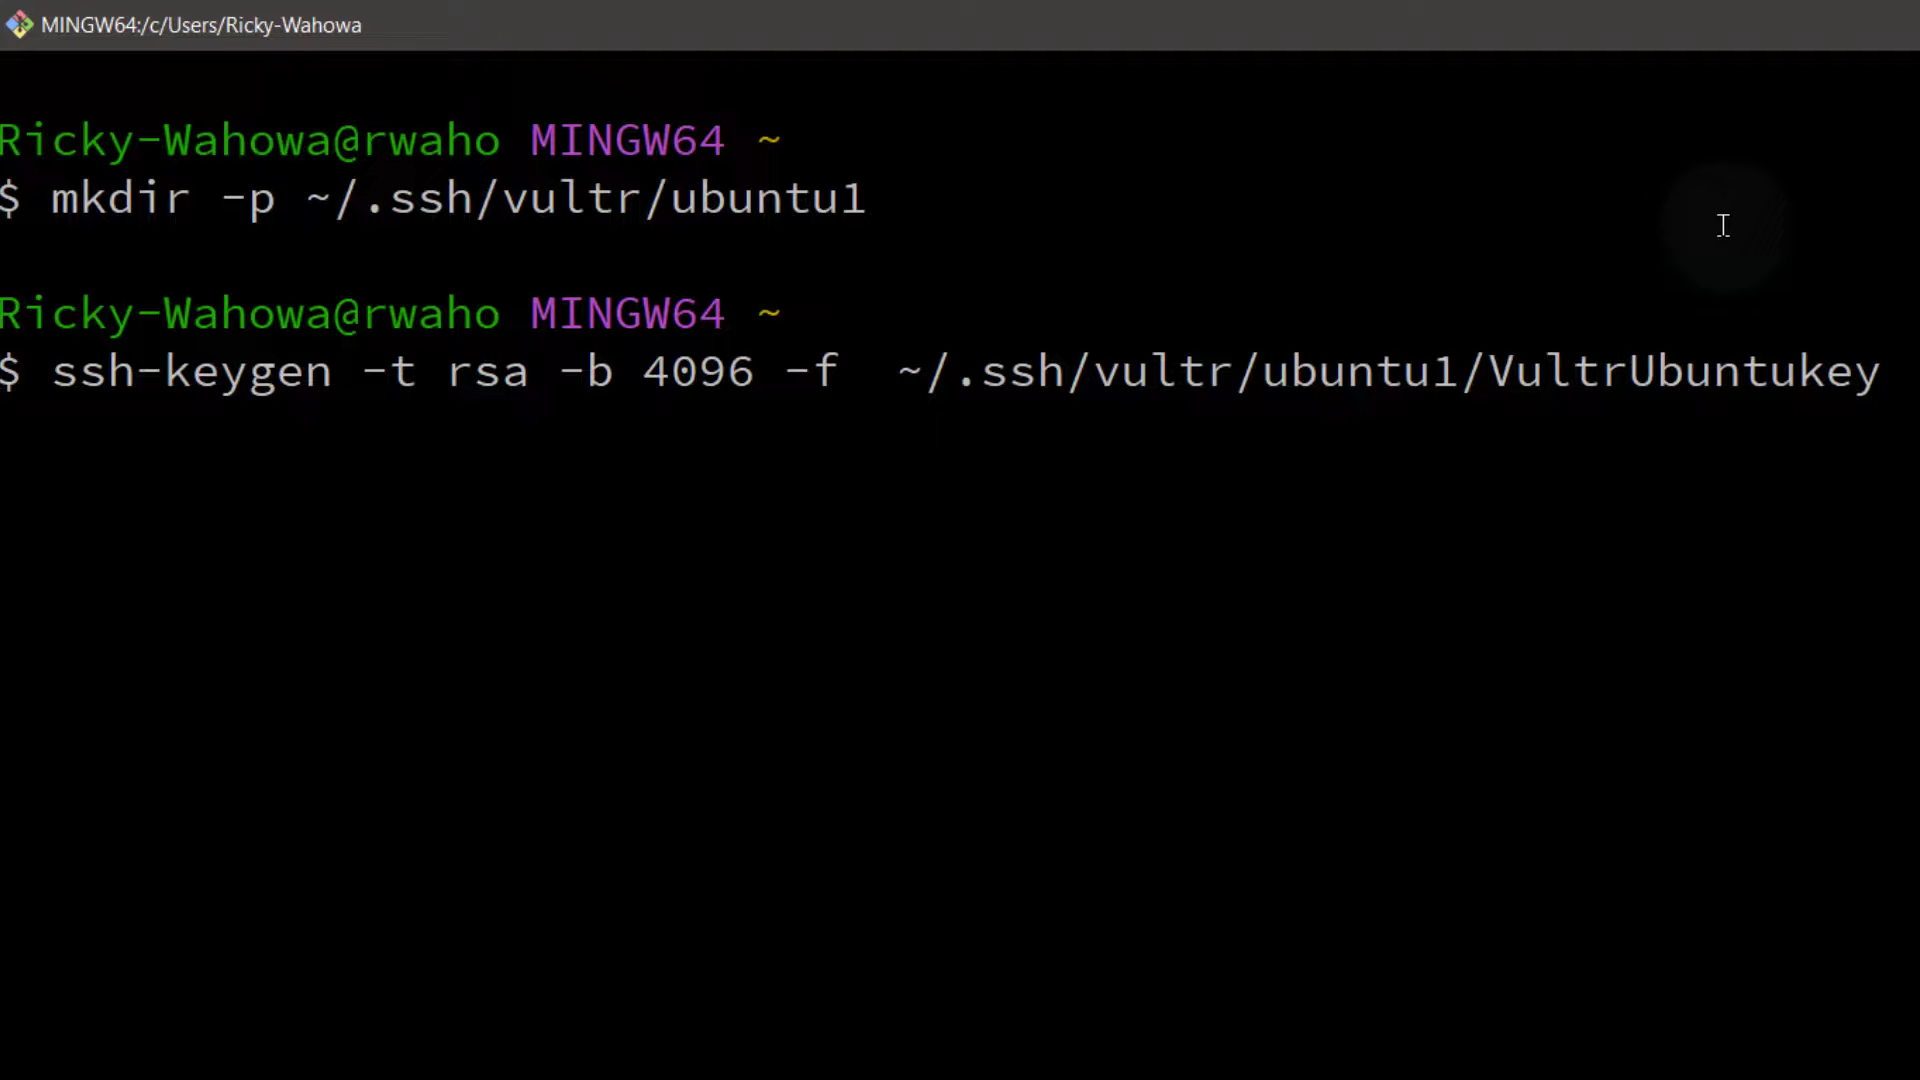 MINGW64:/c/Users/Ricky-Wahowa
Ricky-Wahowa@rwaho MINGW64 ~
$ mkdir -p ~/.ssh/vultr/ubuntu1
Ricky-Wahowa@rwaho MINGW64 ~
$ ssh-keygen -t rsa -b 4096 -f  ~/.ssh/vultr/ubuntu1/VultrUbuntukey